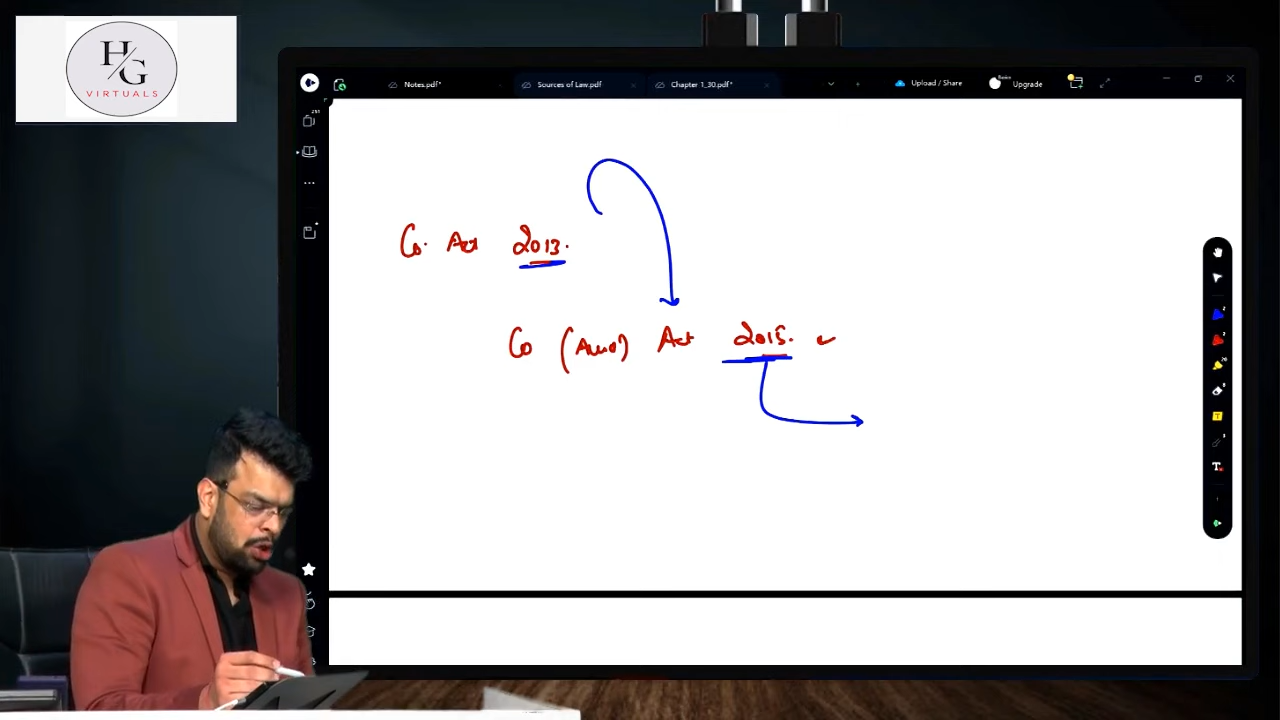 H/G
VIRTUALS
Notes.pdf*
Sources of Law.pdf
Chapter 1_30.pdf*
Upload / Share
Basic
Upgrade
Co. Act 2013.
Co (Amd) Act 2015.
T